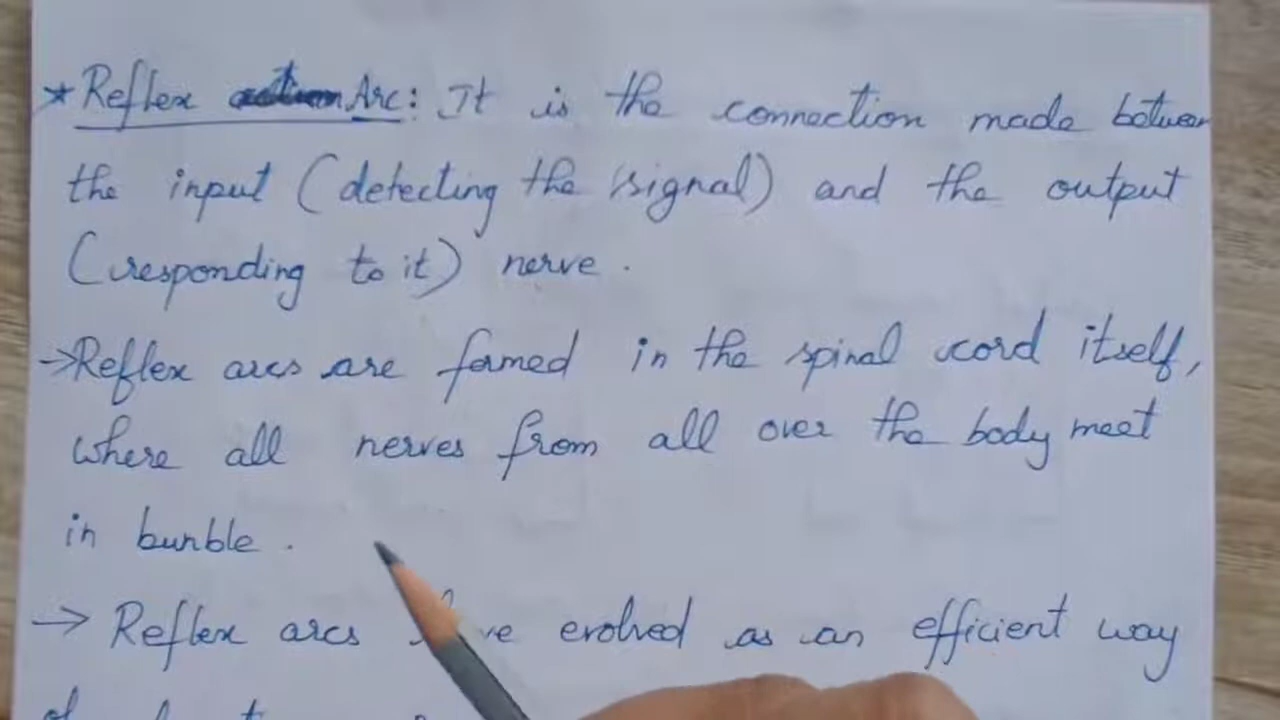 * Reflex Arc: It is the connection made between
the input (detecting the signal) and the output
(responding to it) nerve.
→Reflex arcs are formed in the spinal cord itself,
where all nerves from all over the body meet
in bunble.
→ Reflex arcs evolved as an efficient way
of